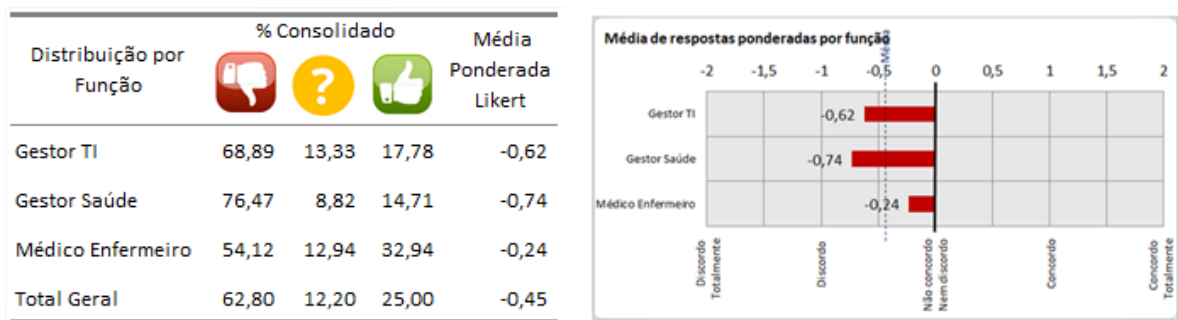 Distribuição por
Função
% Consolidado
?
Média
Ponderada
Likert
Gestor TI 68,89 13,33 17,78 -0,62
Gestor Saúde 76,47 8,82 14,71 -0,74
Médico Enfermeiro 54,12 12,94 32,94 -0,24
Total Geral 62,80 12,20 25,00 -0,45
Média de respostas ponderadas por função
Média
-2 -1,5 -1 -0,5 0 0,5 1 1,5 2
Gestor TI -0,62
Gestor Saúde -0,74
Médico Enfermeiro -0,24
Discordo
Totalmente
Discordo
Não concordo
Nem discordo
Concordo
Concordo
Totalmente